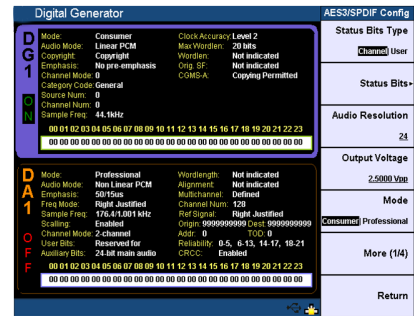 Digital Generator
AES3/SPDIF Config
DG1 ON
Mode: Consumer Clock Accuracy: Level 2
Audio Mode: Linear PCM Max Wordlen: 20 bits
Copyright: Copyright Wordlen: Not indicated
Emphasis: No pre-emphasis Orig. SF: Not indicated
Channel Mode: 0 CGMS-A: Copying Permitted
Category Code: General
Source Num: 0
Channel Num: 0
Sample Freq: 44.1kHz
00 01 02 03 04 05 06 07 08 09 10 11 12 13 14 15 16 17 18 19 20 21 22 23
00 00 00 00 00 00 00 00 00 00 00 00 00 00 00 00 00 00 00 00 00 00 00 00
DA1 OFF
Mode: Professional Wordlength: Not indicated
Audio Mode: Non Linear PCM Alignment: Not indicated
Emphasis: 50/15us Multichannel: Defined
Freq Mode: Right Justified Channel Num: 128
Sample Freq: 176.4/1.001 kHz Ref Signal: Right Justified
Scalling: Enabled Origin: 9999999999 Dest: 9999999999
Channel Mode: 2-channel Addr: 0 TOD: 0
User Bits: Reserved for Reliability: 0-5, 6-13, 14-17, 18-21
Auxiliary Bits: 24-bit main audio CRCC: Enabled
00 01 02 03 04 05 06 07 08 09 10 11 12 13 14 15 16 17 18 19 20 21 22 23
00 00 00 00 00 00 00 00 00 00 00 00 00 00 00 00 00 00 00 00 00 00 00 00
Status Bits Type
Channel User
Status Bits
Audio Resolution
24
Output Voltage
2.5000 Vpp
Mode
Consumer Professional
More (1/4)
Return